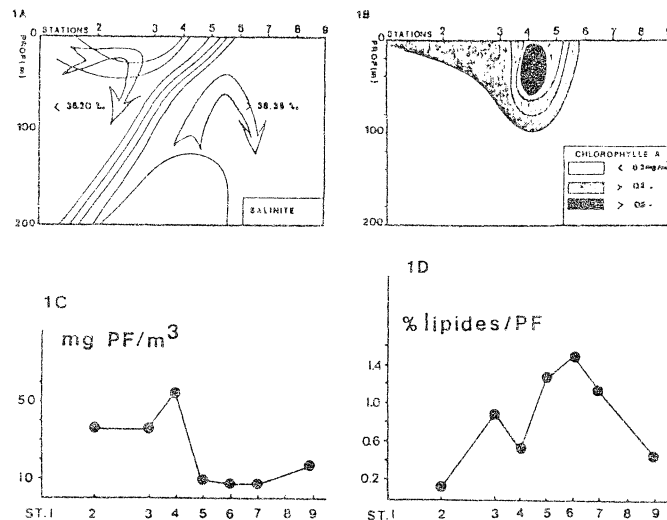 1A
STATIONS 2 3 4 5 6 7 8 9
0
PROF(m)
100
200
< 38.20 ‰
> 38.35 ‰
SALINITE
1B
STATIONS 2 3 4 5 6 7 8 9
0
PROF(m)
100
200
CHLOROPHYLLE A
<
>
>
1C
mg PF/m³
50
10
ST.1 2 3 4 5 6 7 8 9
1D
% lipides/PF
1.4
1.0
0.6
0.2
ST.1 2 3 4 5 6 7 8 9